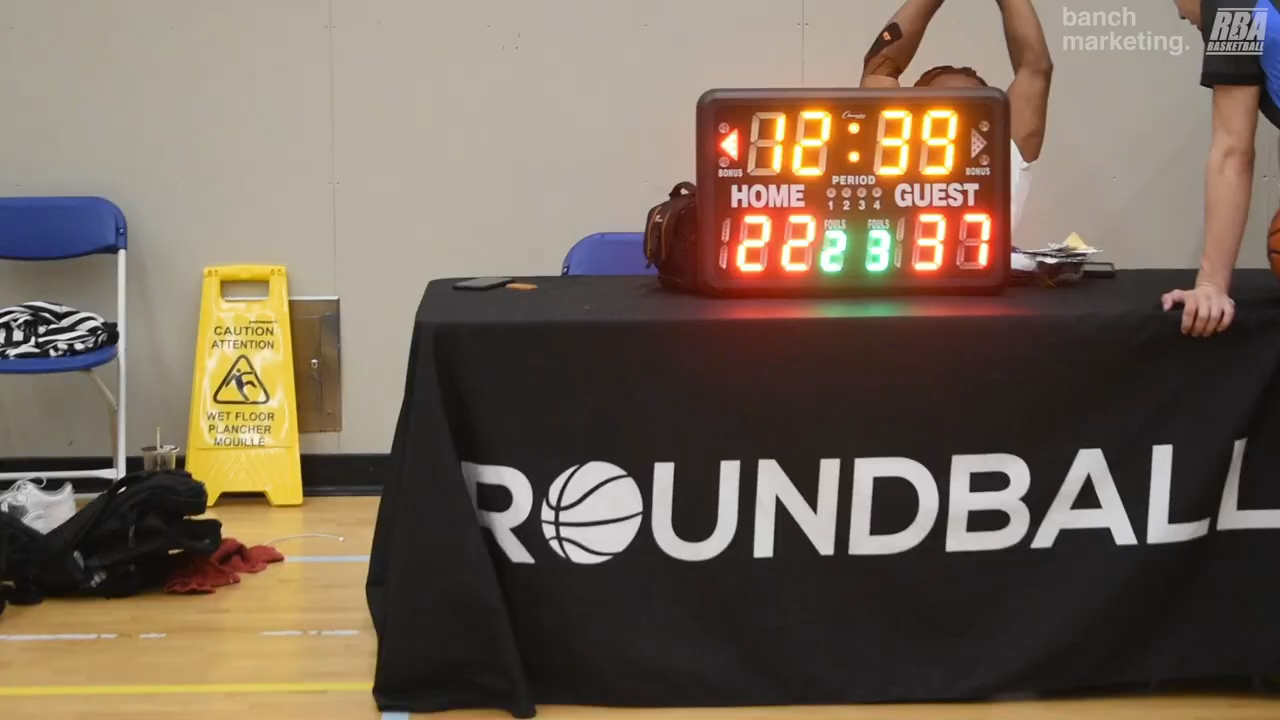 banch
marketing.
RBA
BASKETBALL
12:39
BONUS
BONUS
PERIOD
HOME
GUEST
1 2 3 4
FOULS
FOULS
22
2
3
37
CAUTION
ATTENTION
WET FLOOR
PLANCHER
MOUILLÉ
ROUNDBALL